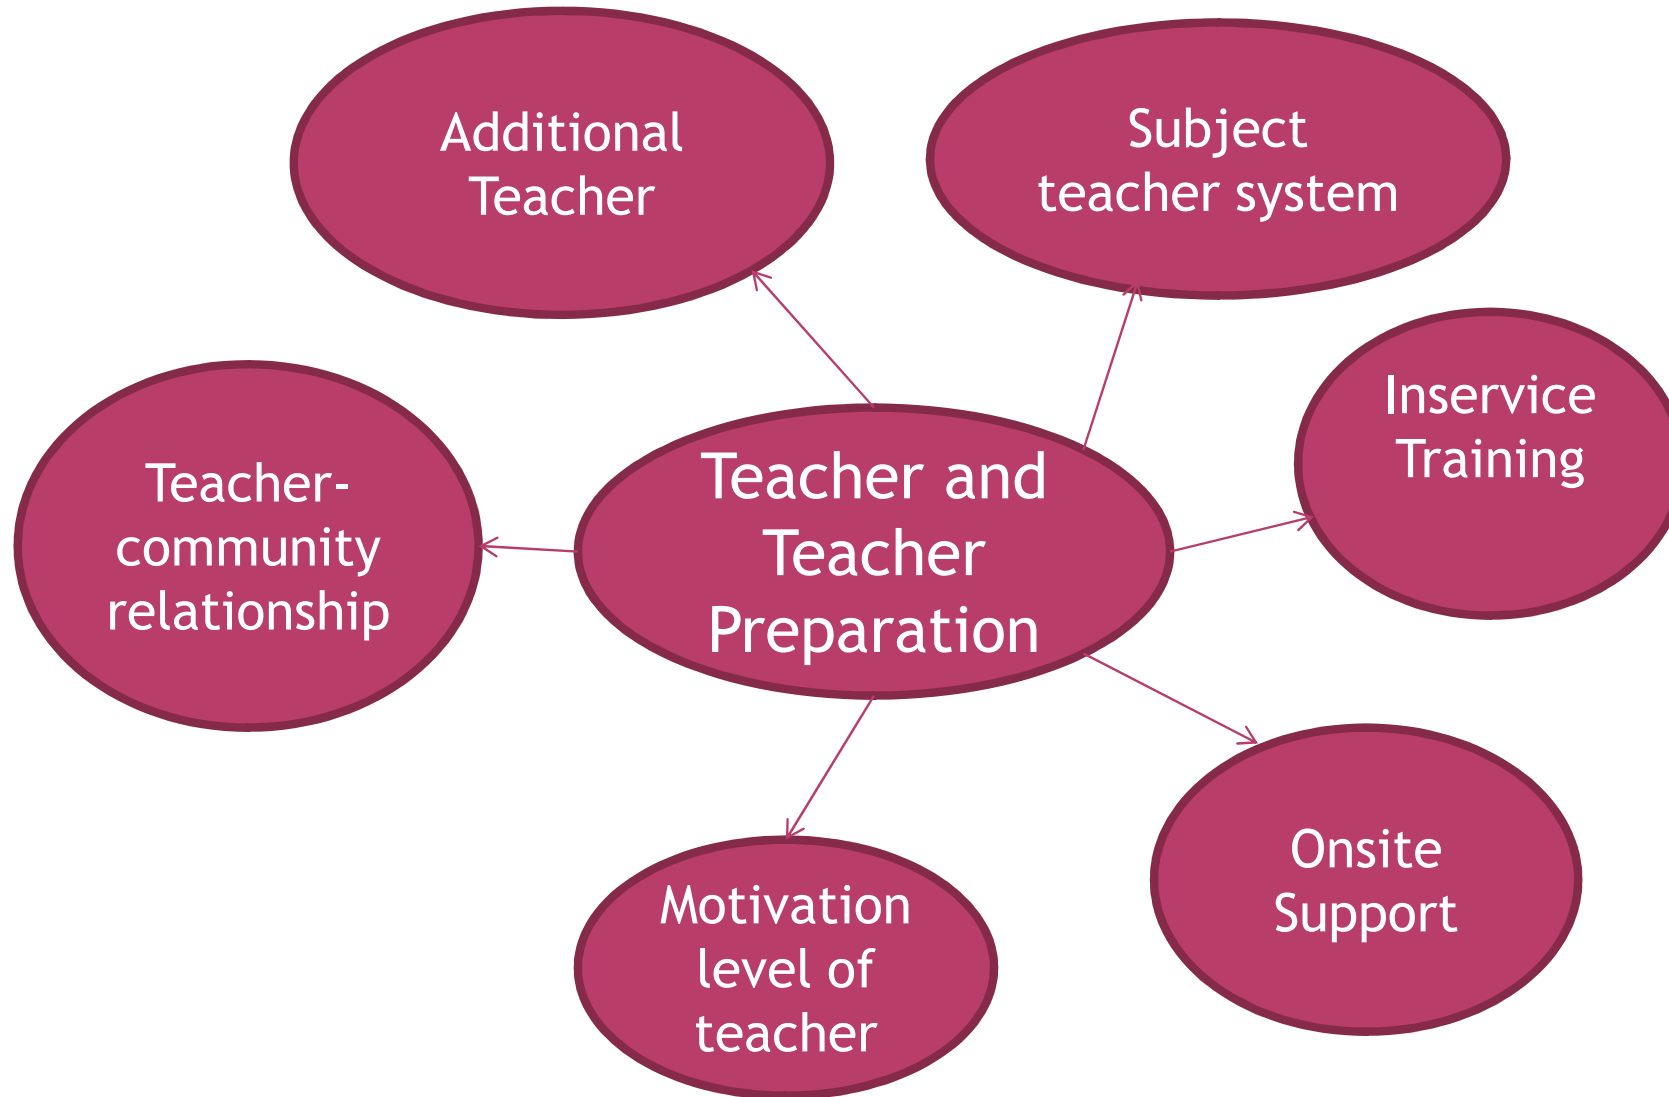 Additional
Teacher
Subject
teacher system
Inservice
Training
Teacher-
community
relationship
Teacher and
Teacher
Preparation
Onsite
Support
Motivation
level of
teacher